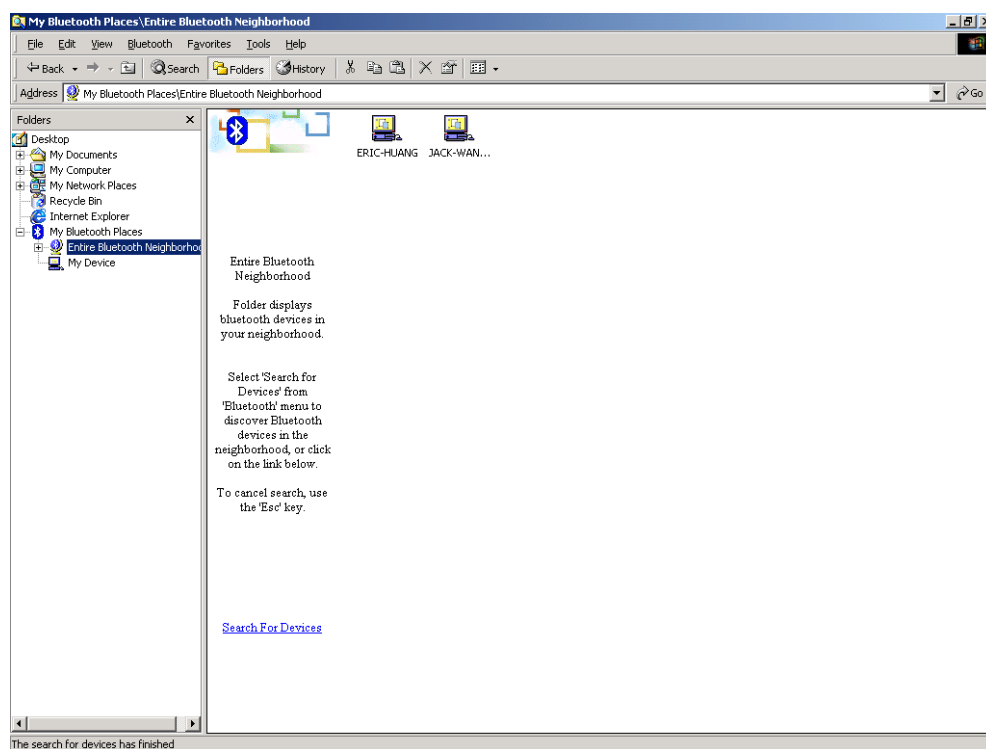 My Bluetooth Places\Entire Bluetooth Neighborhood
File Edit View Bluetooth Favorites Tools Help
Back Search Folders History
Address My Bluetooth Places\Entire Bluetooth Neighborhood Go
Folders
Desktop
My Documents
My Computer
My Network Places
Recycle Bin
Internet Explorer
My Bluetooth Places
Entire Bluetooth Neighborhoo
My Device
ERIC-HUANG JACK-WAN...
Entire Bluetooth
Neighborhood
Folder displays
bluetooth devices in
your neighborhood.
Select 'Search for
Devices' from
'Bluetooth' menu to
discover Bluetooth
devices in the
neighborhood, or click
on the link below.
To cancel search, use
the 'Esc' key.
Search For Devices
The search for devices has finished